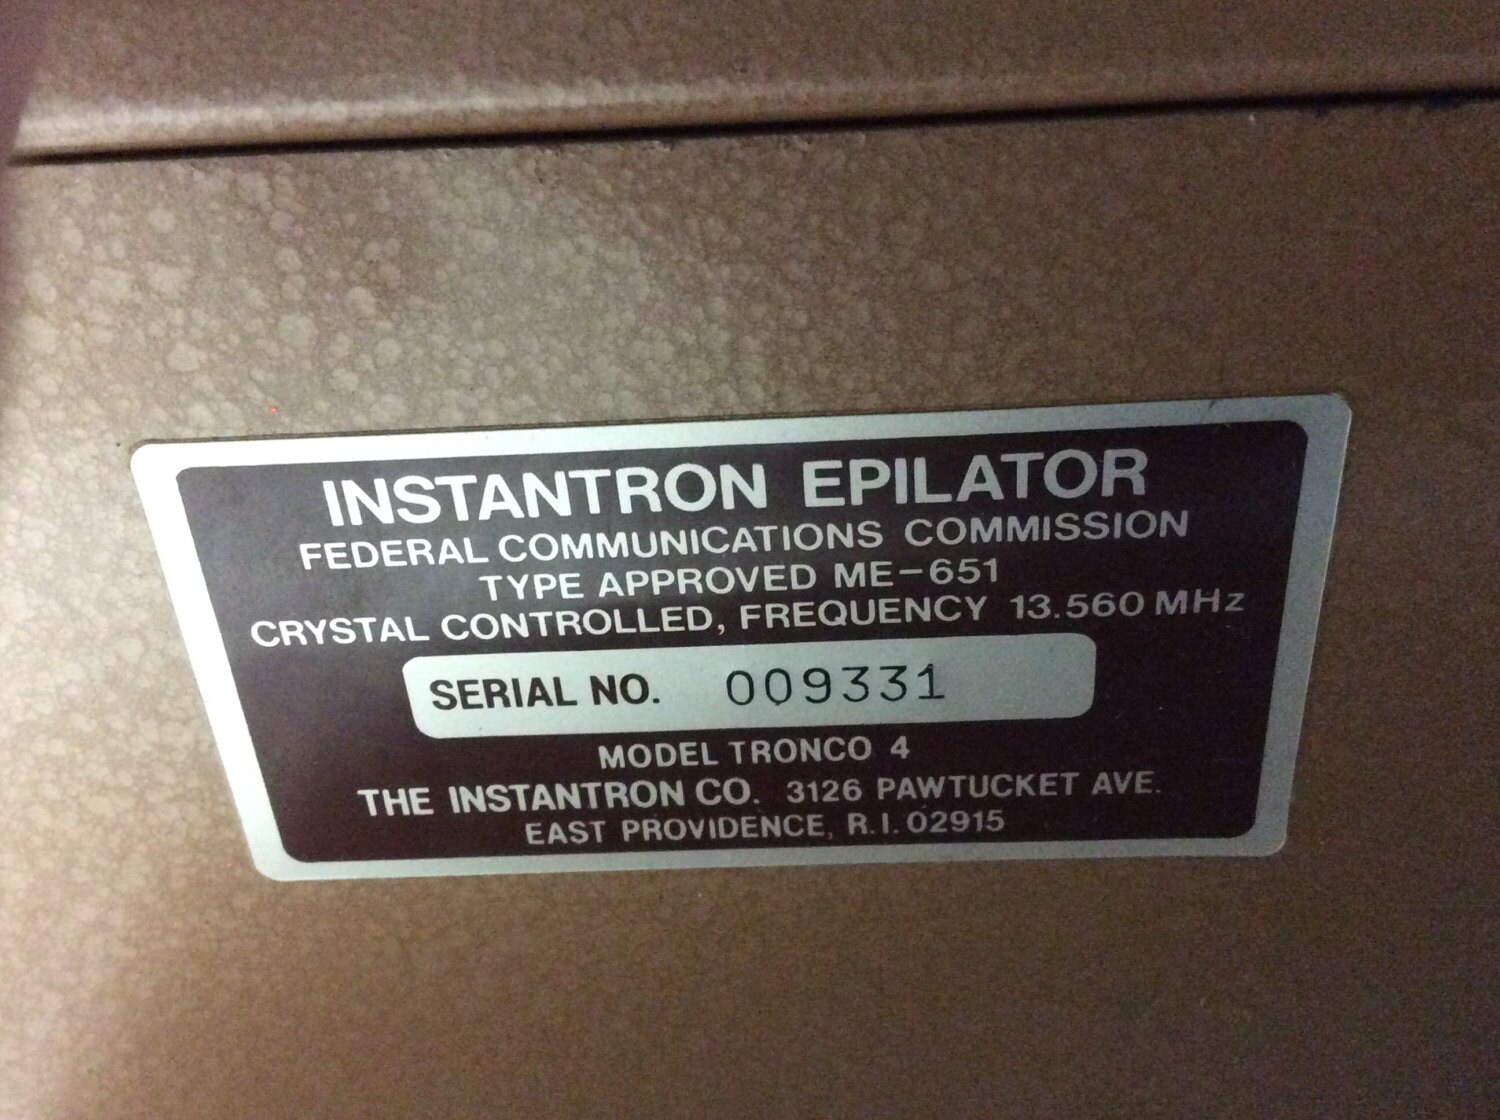 INSTANTRON EPILATOR
FEDERAL COMMUNICATIONS COMMISSION
TYPE APPROVED ME-651
CRYSTAL CONTROLLED, FREQUENCY 13.560 MHz
SERIAL NO. 009331
MODEL TRONCO 4
THE INSTANTRON CO. 3126 PAWTUCKET AVE.
EAST PROVIDENCE, R.I. 02915